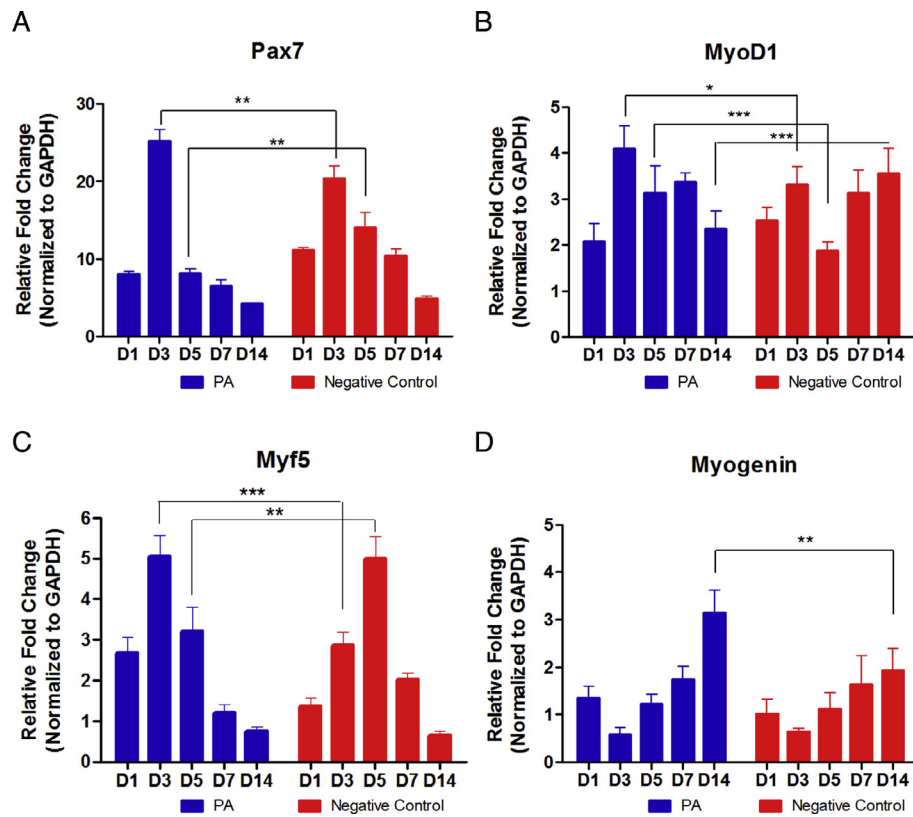 A
Pax7
Relative Fold Change
(Normalized to GAPDH)
30
20
10
0
**
**
D1 D3 D5 D7 D14 D1 D3 D5 D7 D14
PA Negative Control
B
MyoD1
Relative Fold Change
(Normalized to GAPDH)
5
4
3
2
1
0
*
***
***
D1 D3 D5 D7 D14 D1 D3 D5 D7 D14
PA Negative Control
C
Myf5
Relative Fold Change
(Normalized to GAPDH)
6
5
4
3
2
1
0
***
**
D1 D3 D5 D7 D14 D1 D3 D5 D7 D14
PA Negative Control
D
Myogenin
Relative Fold Change
(Normalized to GAPDH)
5
4
3
2
1
0
**
D1 D3 D5 D7 D14 D1 D3 D5 D7 D14
PA Negative Control